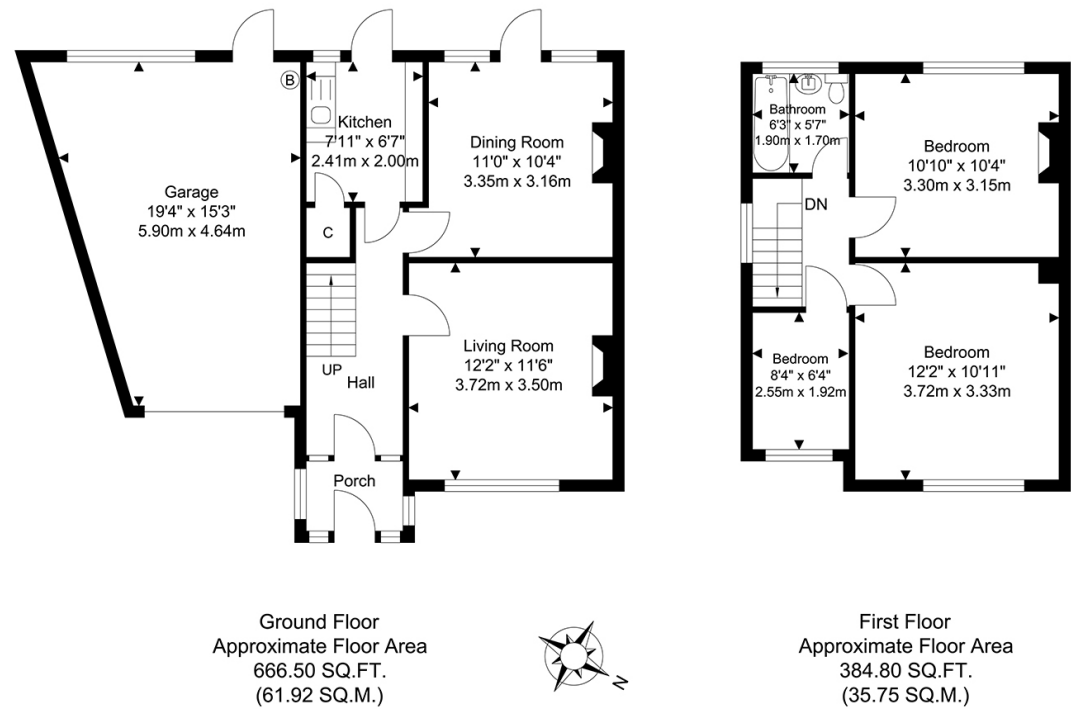 B
Kitchen
7'11" x 6'7"
2.41m x 2.00m
Dining Room
11'0" x 10'4"
3.35m x 3.16m
Garage
19'4" x 15'3"
5.90m x 4.64m
C
UP
Hall
Living Room
12'2" x 11'6"
3.72m x 3.50m
Porch
Bathroom
6'3" x 5'7"
1.90m x 1.70m
Bedroom
10'10" x 10'4"
3.30m x 3.15m
DN
Bedroom
8'4" x 6'4"
2.55m x 1.92m
Bedroom
12'2" x 10'11"
3.72m x 3.33m
Ground Floor
Approximate Floor Area
666.50 SQ.FT.
(61.92 SQ.M.)
N
First Floor
Approximate Floor Area
384.80 SQ.FT.
(35.75 SQ.M.)